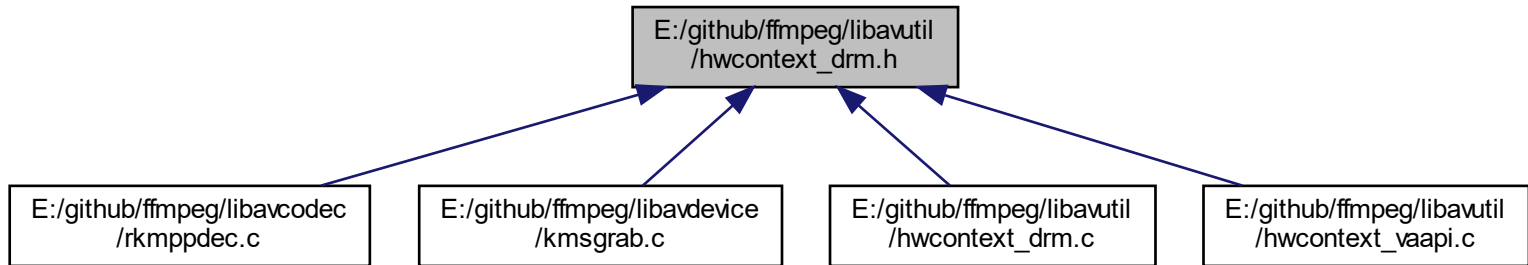 E:/github/ffmpeg/libavutil
/hwcontext_drm.h
E:/github/ffmpeg/libavcodec
/rkmppdec.c
E:/github/ffmpeg/libavdevice
/kmsgrab.c
E:/github/ffmpeg/libavutil
/hwcontext_drm.c
E:/github/ffmpeg/libavutil
/hwcontext_vaapi.c